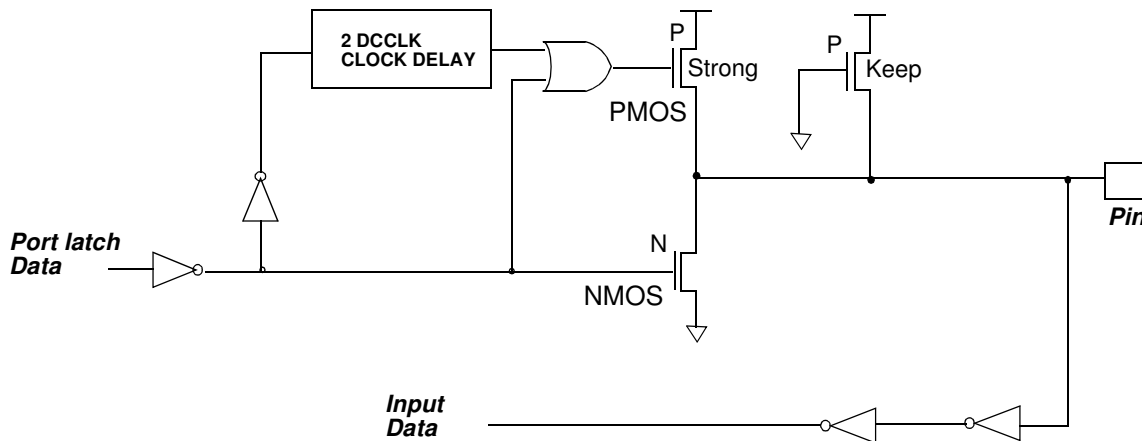 2 DCCLK
CLOCK DELAY
P
Strong
PMOS
P
Keep
Pin
Port latch
Data
N
NMOS
Input
Data